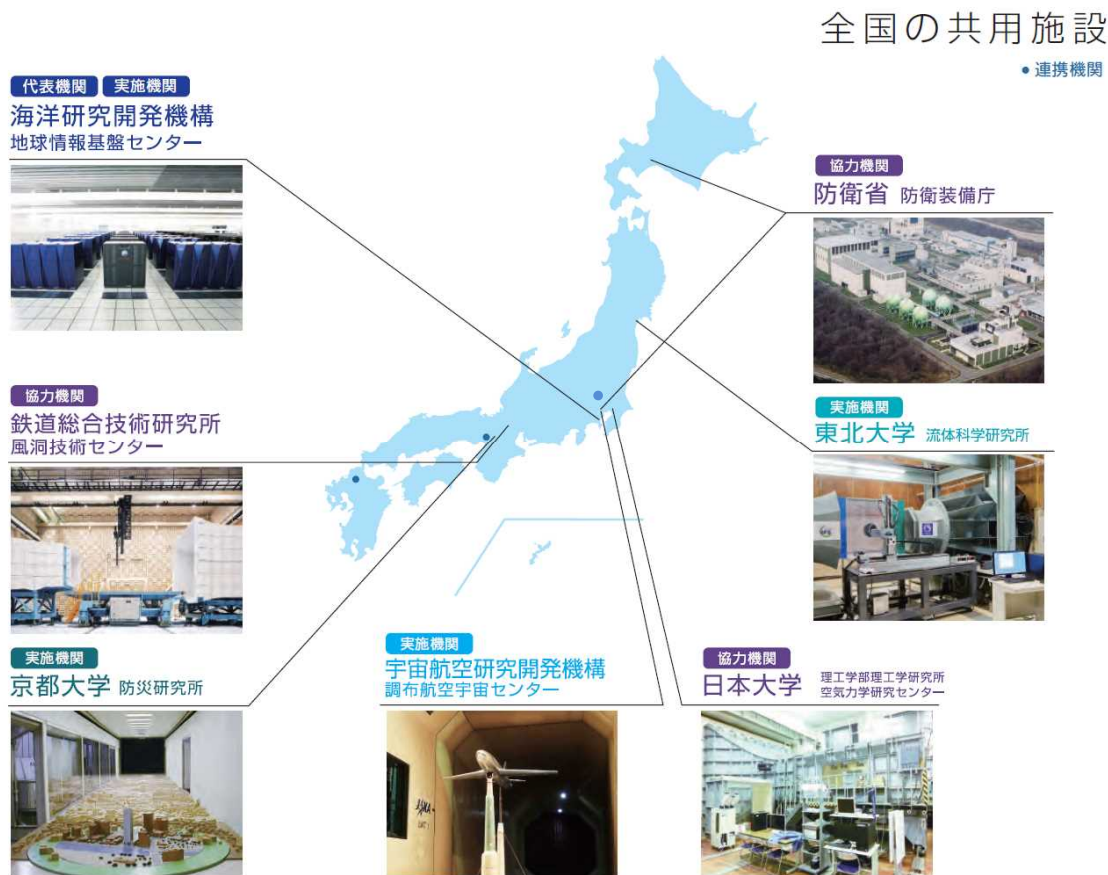 全国の共用施設
● 連携機関
代表機関 実施機関
海洋研究開発機構
地球情報基盤センター
協力機関
防衛省 防衛装備庁
協力機関
鉄道総合技術研究所
風洞技術センター
実施機関
東北大学 流体科学研究所
実施機関
京都大学 防災研究所
実施機関
宇宙航空研究開発機構
調布航空宇宙センター
協力機関
日本大学 理工学部理工学研究所
空気力学研究センター